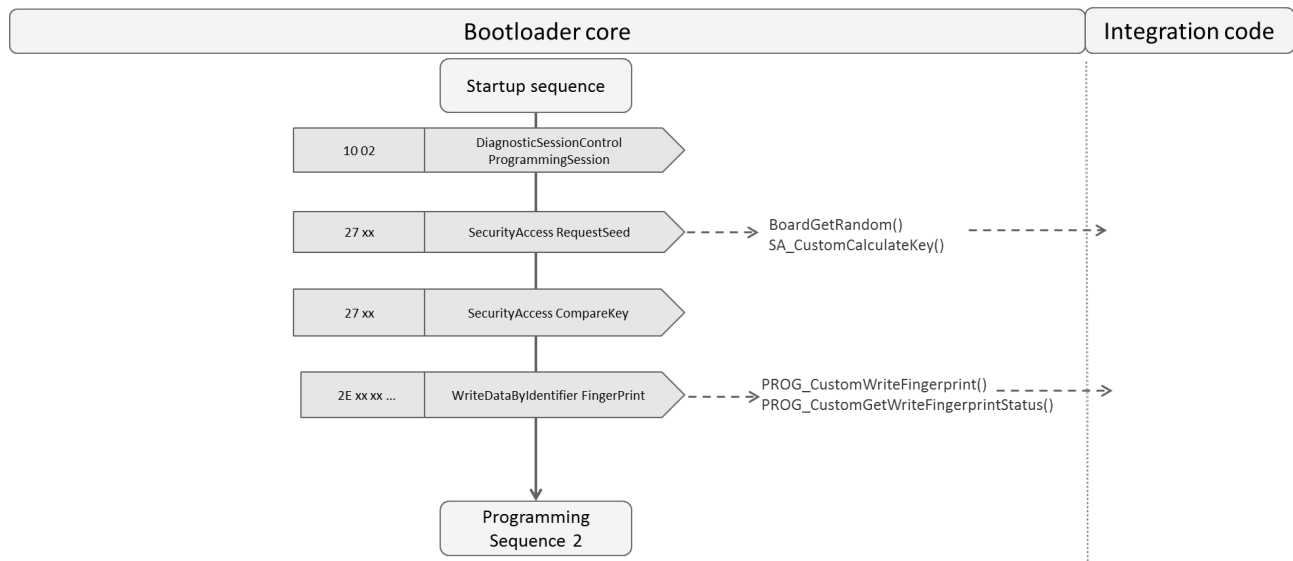 Bootloader core
Integration code
Startup sequence
10 02
DiagnosticSessionControl
ProgrammingSession
27 xx
SecurityAccess RequestSeed
BoardGetRandom()
SA_CustomCalculateKey()
27 xx
SecurityAccess CompareKey
2E xx xx ...
WriteDataByIdentifier FingerPrint
PROG_CustomWriteFingerprint()
PROG_CustomGetWriteFingerprintStatus()
Programming
Sequence 2